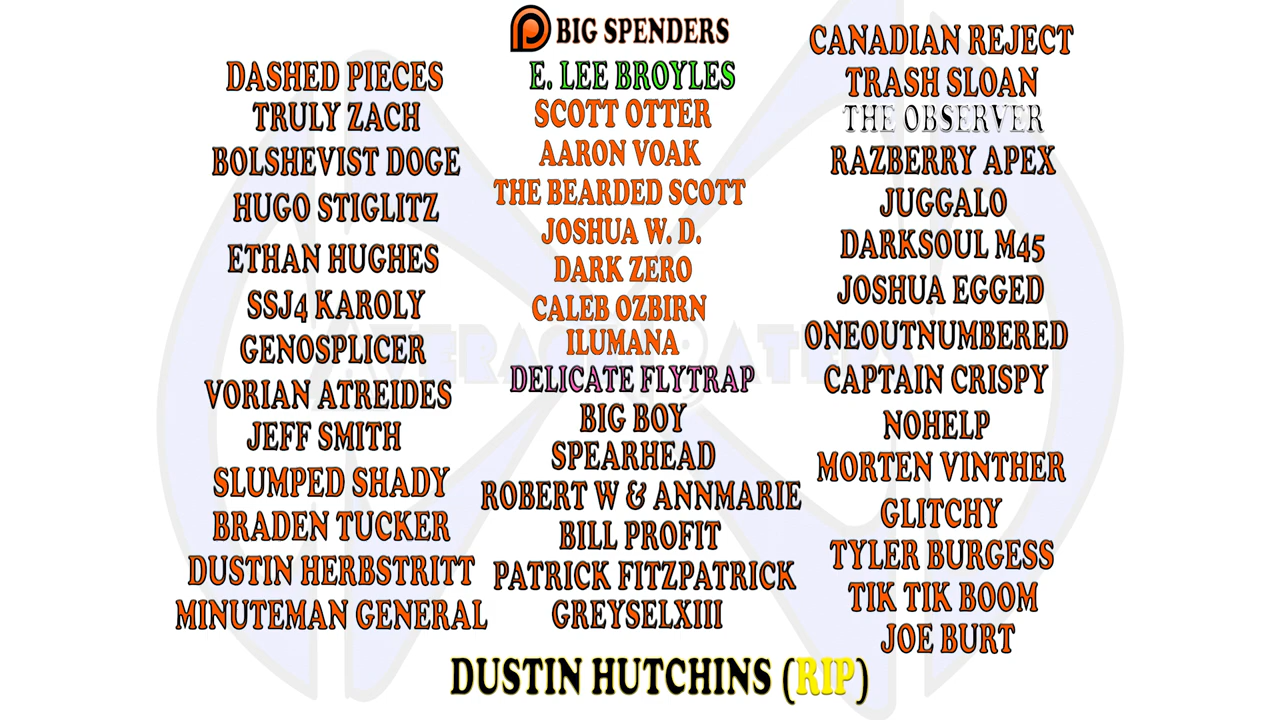 BIG SPENDERS
DASHED PIECES
TRULY ZACH
BOLSHEVIST DOGE
HUGO STIGLITZ
ETHAN HUGHES
SSJ4 KAROLY
GENOSPLICER
VORIAN ATREIDES
JEFF SMITH
SLUMPED SHADY
BRADEN TUCKER
DUSTIN HERBSTRITT
MINUTEMAN GENERAL
E. LEE BROYLES
SCOTT OTTER
AARON VOAK
THE BEARDED SCOTT
JOSHUA W. D.
DARK ZERO
CALEB OZBIRN
ILUMANA
DELICATE FLYTRAP
BIG BOY
SPEARHEAD
ROBERT W & ANNMARIE
BILL PROFIT
PATRICK FITZPATRICK
GREYSELXIII
CANADIAN REJECT
TRASH SLOAN
THE OBSERVER
RAZBERRY APEX
JUGGALO
DARKSOUL M45
JOSHUA EGGED
ONEOUTNUMBERED
CAPTAIN CRISPY
NOHELP
MORTEN VINTHER
GLITCHY
TYLER BURGESS
TIK TIK BOOM
JOE BURT
DUSTIN HUTCHINS (RIP)